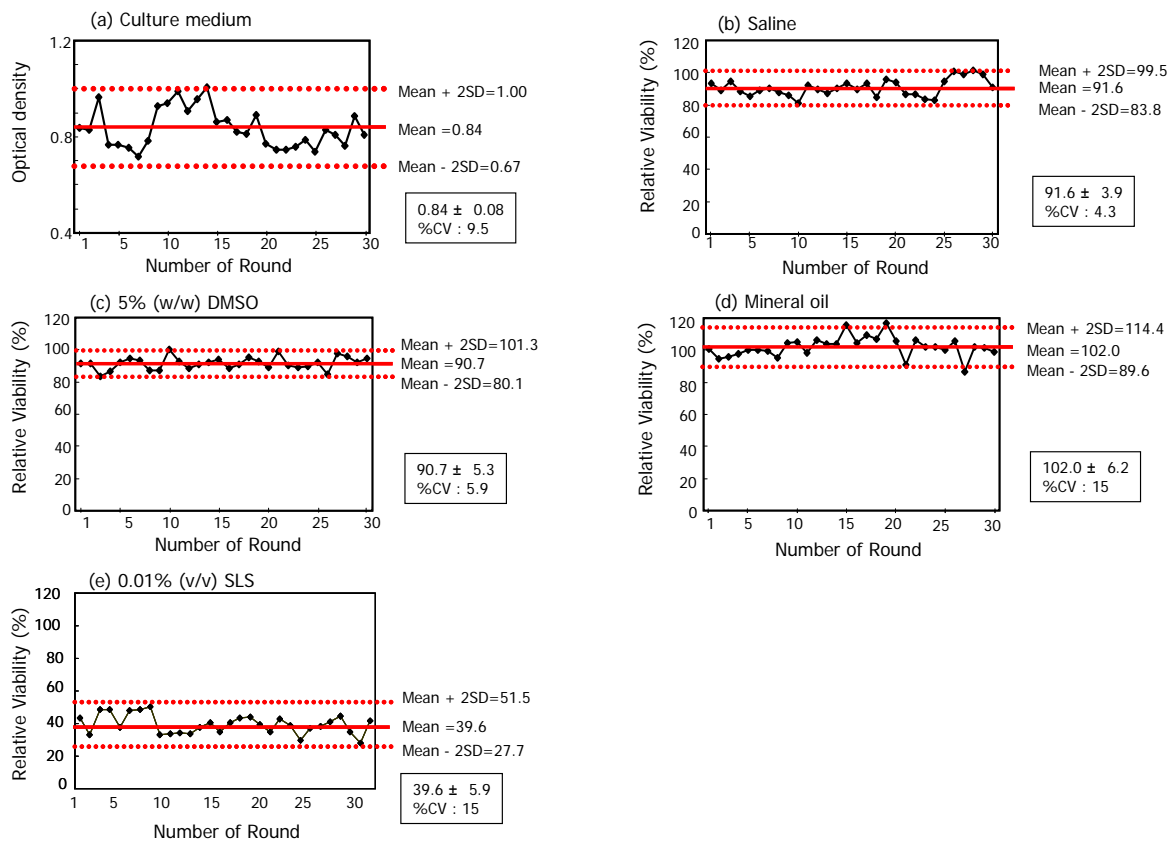 (a) Culture medium
1.2
1.0
0.8
0.6
0.4
Optical density
1 5 10 15 20 25 30
Number of Round
Mean + 2SD=1.00
Mean =0.84
Mean - 2SD=0.67
0.84 ± 0.08
%CV : 9.5
(b) Saline
120
100
80
60
40
20
0
Relative Viability (%)
1 5 10 15 20 25 30
Number of Round
Mean + 2SD=99.5
Mean =91.6
Mean - 2SD=83.8
91.6 ± 3.9
%CV : 4.3
(c) 5% (w/w) DMSO
120
100
80
60
40
20
0
Relative Viability (%)
1 5 10 15 20 25 30
Number of Round
Mean + 2SD=101.3
Mean =90.7
Mean - 2SD=80.1
90.7 ± 5.3
%CV : 5.9
(d) Mineral oil
120
100
80
60
40
20
0
Relative Viability (%)
1 5 10 15 20 25 30
Number of Round
Mean + 2SD=114.4
Mean =102.0
Mean - 2SD=89.6
102.0 ± 6.2
%CV : 15
(e) 0.01% (v/v) SLS
120
100
80
60
40
20
0
Relative Viability (%)
1 5 10 15 20 25 30
Number of Round
Mean + 2SD=51.5
Mean =39.6
Mean - 2SD=27.7
39.6 ± 5.9
%CV : 15